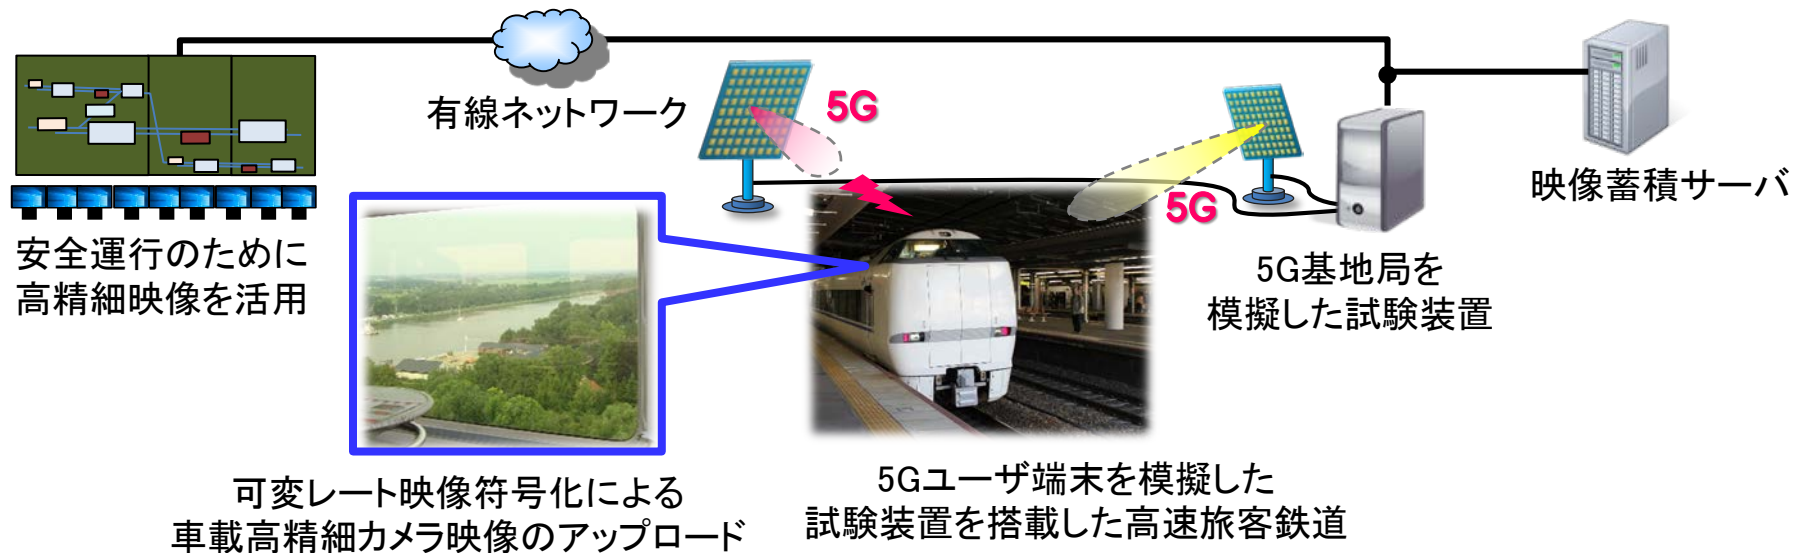 有線ネットワーク
5G
5G
映像蓄積サーバ
安全運行のために
高精細映像を活用
5G基地局を
模擬した試験装置
可変レート映像符号化による
車載高精細カメラ映像のアップロード
5Gユーザ端末を模擬した
試験装置を搭載した高速旅客鉄道